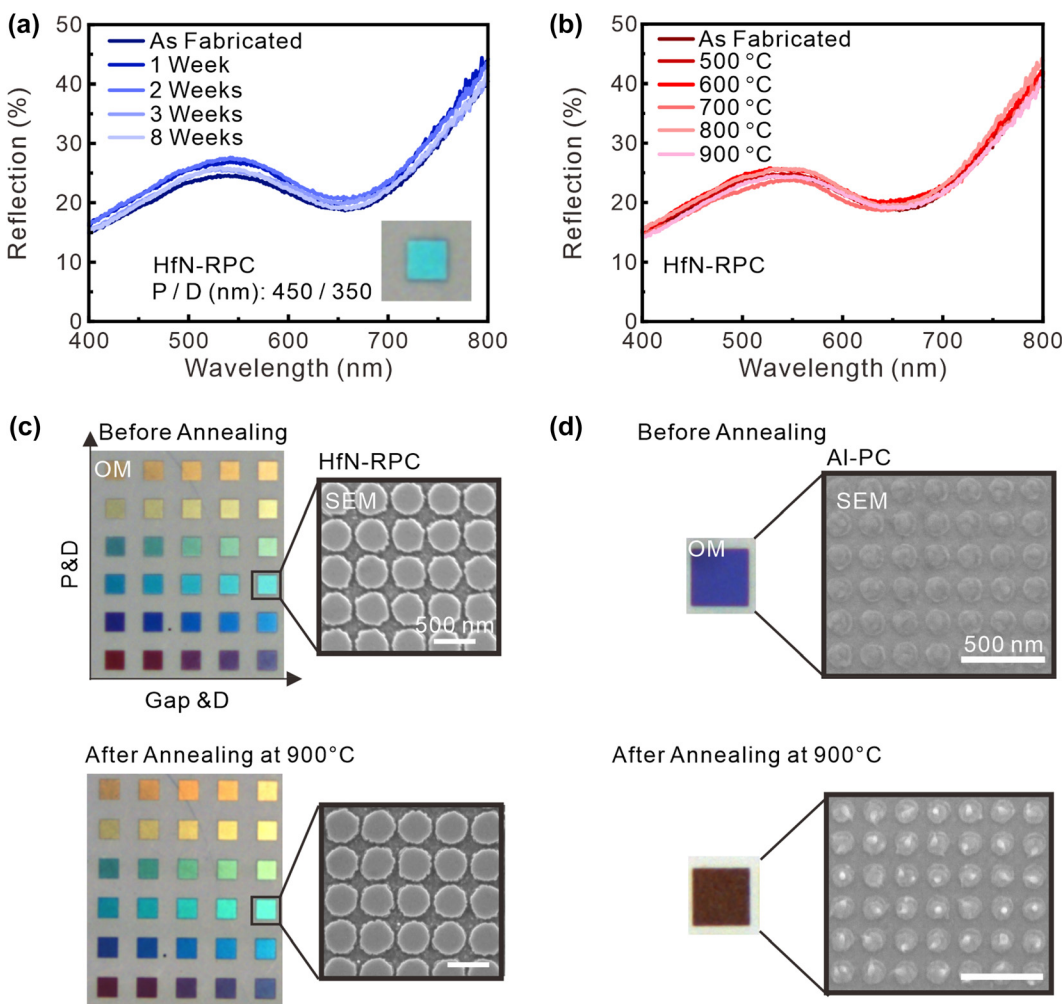 (a)
50
40
30
20
10
0
Reflection (%)
As Fabricated
1 Week
2 Weeks
3 Weeks
8 Weeks
HfN-RPC
P / D (nm): 450 / 350
400 500 600 700 800
Wavelength (nm)
(b)
50
40
30
20
10
0
Reflection (%)
As Fabricated
500 °C
600 °C
700 °C
800 °C
900 °C
HfN-RPC
400 500 600 700 800
Wavelength (nm)
(c)
Before Annealing
OM
P&D
Gap &D
HfN-RPC
SEM
500 nm
After Annealing at 900°C
(d)
Before Annealing
Al-PC
OM
SEM
500 nm
After Annealing at 900°C